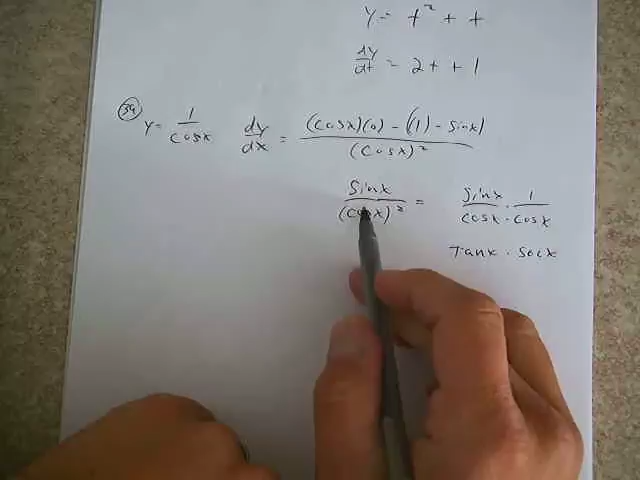 y = t² + t
dy/dt = 2t + 1
39 y = 1/cosx dy/dx = ((cosx)(0) - (1) - sinx)/(cosx)²
sinx/(cosx)² = sinx/cosx · 1/cosx
Tanx · secx